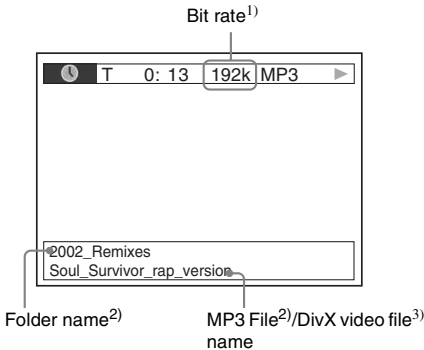 Bit rate1)
T 0: 13 192k MP3
2002_Remixes
Soul_Survivor_rap_version
Folder name2)
MP3 File2)/DivX video file3)
name